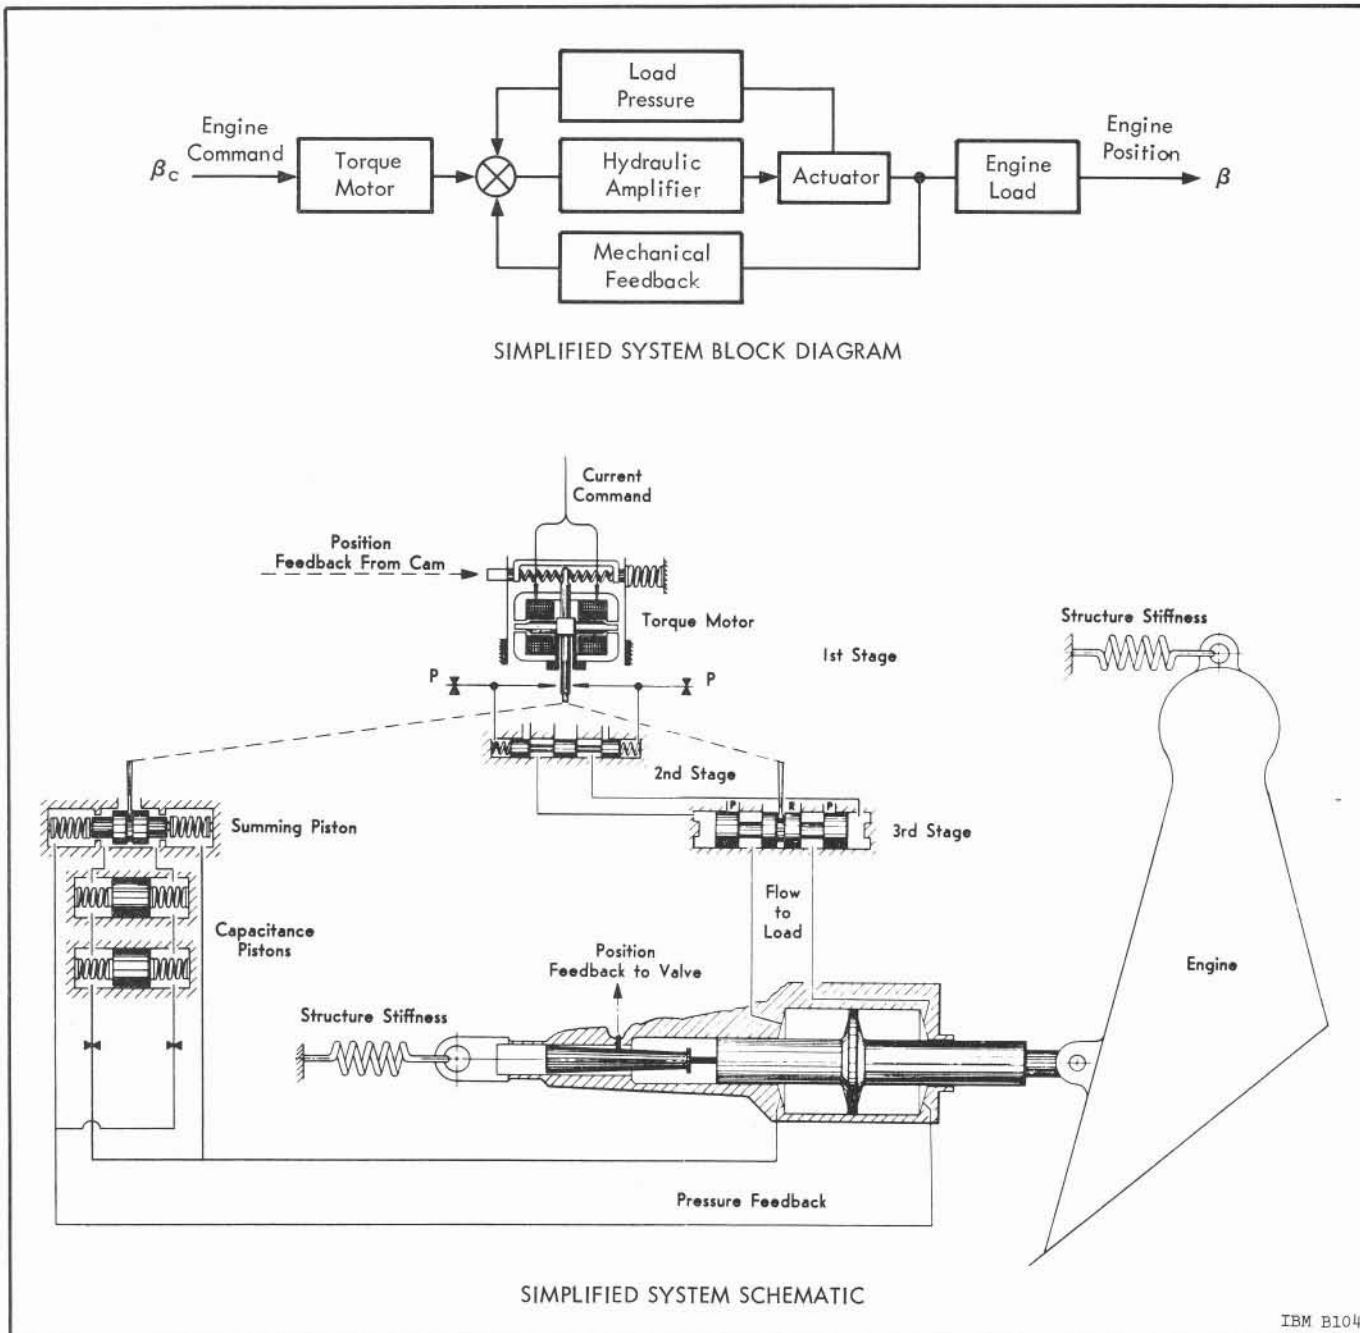 Load
Pressure
Engine
Command
βc
Torque
Motor
Hydraulic
Amplifier
Actuator
Engine
Load
Engine
Position
β
Mechanical
Feedback
SIMPLIFIED SYSTEM BLOCK DIAGRAM
Current
Command
Position
Feedback From Cam
Torque Motor
1st Stage
Structure Stiffness
P
P
2nd Stage
Summing Piston
P
R
P
3rd Stage
Flow
to
Load
Capacitance
Pistons
Position
Feedback to Valve
Structure Stiffness
Engine
Pressure Feedback
SIMPLIFIED SYSTEM SCHEMATIC
IBM B104